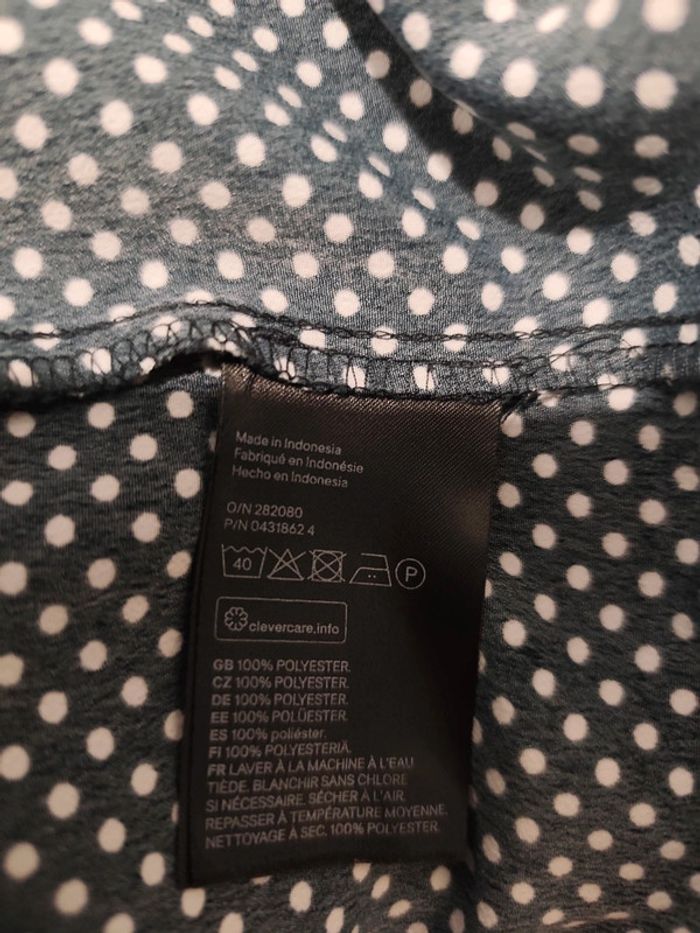 Made in Indonesia
Fabriqué en Indonésie
Hecho en Indonesia
O/N 282080
P/N 0431862 4
40 P
clevercare.info
GB 100% POLYESTER.
CZ 100% POLYESTER.
DE 100% POLYESTER.
EE 100% POLÜESTER.
ES 100% poliéster.
FI 100% POLYESTERIÄ.
FR LAVER À LA MACHINE À L'EAU
TIÈDE. BLANCHIR SANS CHLORE
SI NÉCESSAIRE. SÉCHER À L'AIR.
REPASSER À TEMPÉRATURE MOYENNE.
NETTOYAGE À SEC. 100% POLYESTER.